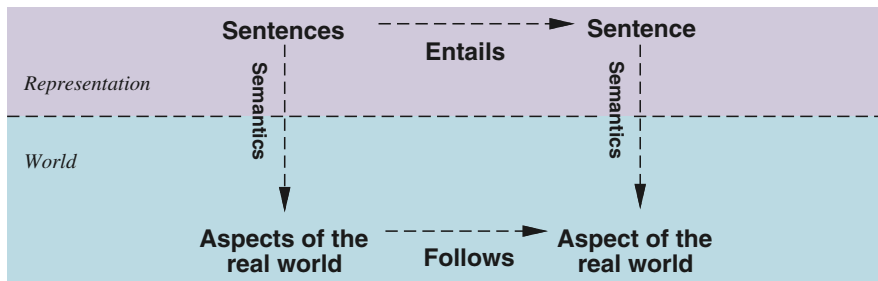 Sentences
Sentence
Entails
Representation
Semantics
Semantics
World
Aspects of the
real world
Follows
Aspect of the
real world